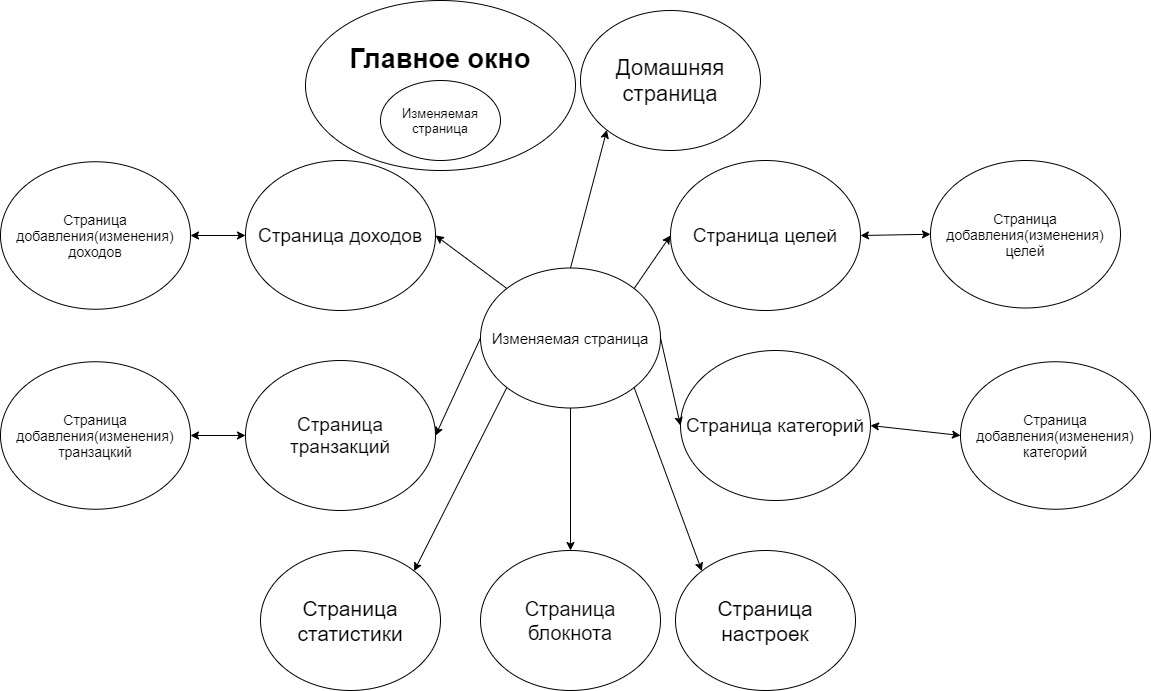 Главное окно
Изменяемая
страница
Домашняя
страница
Страница
добавления(изменения)
доходов
Страница доходов
Страница целей
Страница
добавления(изменения)
целей
Изменяемая страница
Страница
добавления(изменения)
транзацкий
Страница
транзакций
Страница категорий
Страница
добавления(изменения)
категорий
Страница
статистики
Страница
блокнота
Страница
настроек